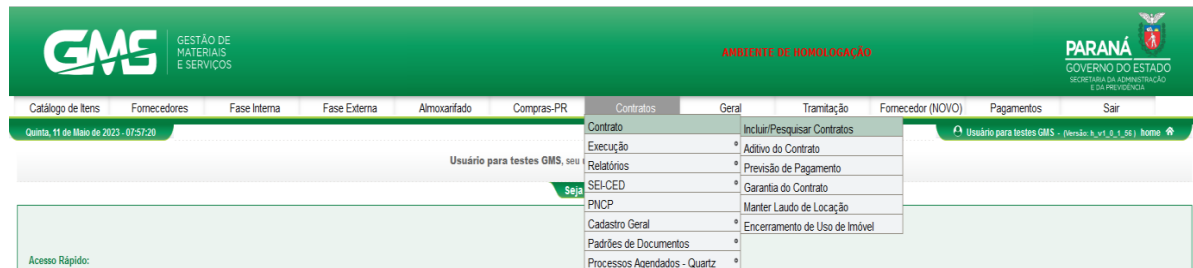 GMS
GESTÃO DE
MATERIAIS
E SERVIÇOS
AMBIENTE DE HOMOLOGAÇÃO
PARANÁ
GOVERNO DO ESTADO
SECRETARIA DA ADMINISTRAÇÃO
E DA PREVIDÊNCIA
Catálogo de Itens Fornecedores Fase Interna Fase Externa Almoxarifado Compras-PR Contratos Geral Tramitação Fornecedor (NOVO) Pagamentos Sair
Quinta, 11 de Maio de 2023 - 07:57:20
Usuário para testes GMS - (Versão: h_v1_0_1_56 ) home
Usuário para testes GMS, seu
Seja
Contrato
Execução
Relatórios
SEI-CED
PNCP
Cadastro Geral
Padrões de Documentos
Processos Agendados - Quartz
Incluir/Pesquisar Contratos
Aditivo do Contrato
Previsão de Pagamento
Garantia do Contrato
Manter Laudo de Locação
Encerramento de Uso de Imóvel
Acesso Rápido: